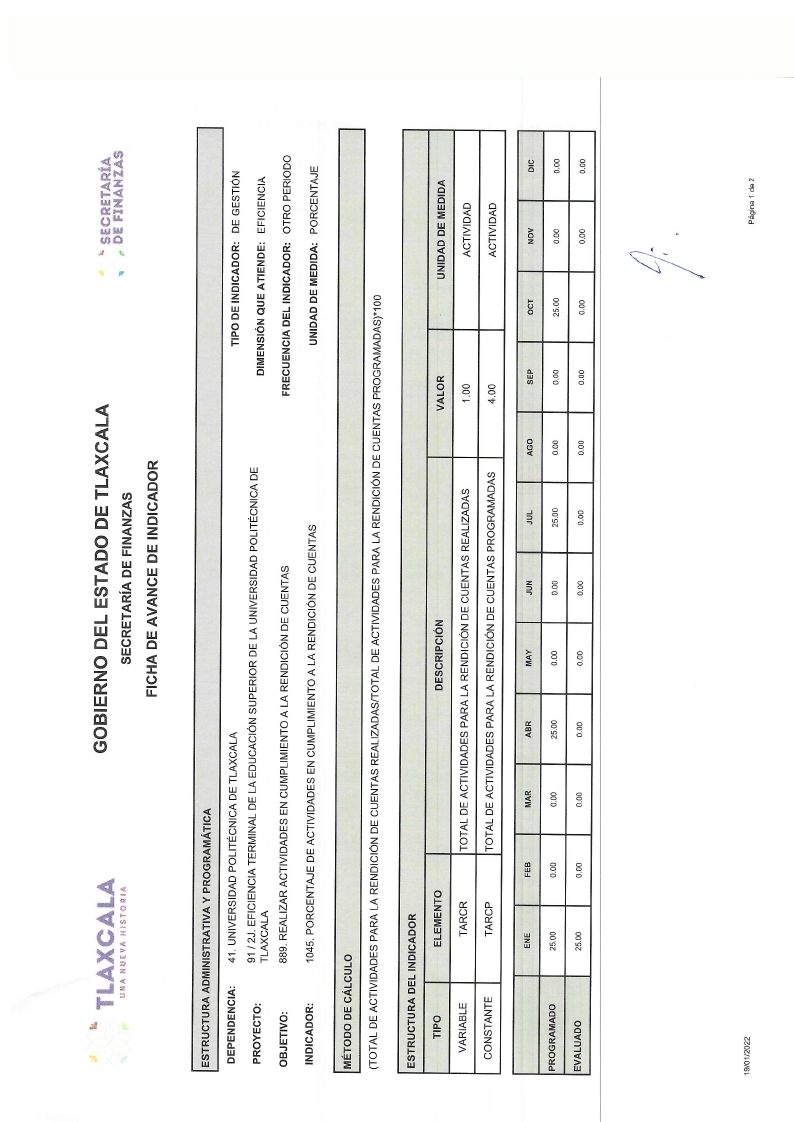 TLAXCALA
UNA NUEVA HISTORIA
GOBIERNO DEL ESTADO DE TLAXCALA
SECRETARÍA DE FINANZAS
FICHA DE AVANCE DE INDICADOR
SECRETARÍA
DE FINANZAS
ESTRUCTURA ADMINISTRATIVA Y PROGRAMÁTICA
DEPENDENCIA: 41. UNIVERSIDAD POLITÉCNICA DE TLAXCALA TIPO DE INDICADOR: DE GESTIÓN
PROYECTO: 91 / 2J. EFICIENCIA TERMINAL DE LA EDUCACIÓN SUPERIOR DE LA UNIVERSIDAD POLITÉCNICA DE DIMENSIÓN QUE ATIENDE: EFICIENCIA
TLAXCALA
OBJETIVO: 889. REALIZAR ACTIVIDADES EN CUMPLIMIENTO A LA RENDICIÓN DE CUENTAS FRECUENCIA DEL INDICADOR: OTRO PERIODO
INDICADOR: 1045. PORCENTAJE DE ACTIVIDADES EN CUMPLIMIENTO A LA RENDICIÓN DE CUENTAS UNIDAD DE MEDIDA: PORCENTAJE
MÉTODO DE CÁLCULO
(TOTAL DE ACTIVIDADES PARA LA RENDICIÓN DE CUENTAS REALIZADAS/TOTAL DE ACTIVIDADES PARA LA RENDICIÓN DE CUENTAS PROGRAMADAS)*100
ESTRUCTURA DEL INDICADOR
TIPO ELEMENTO DESCRIPCIÓN VALOR UNIDAD DE MEDIDA
VARIABLE TARCR TOTAL DE ACTIVIDADES PARA LA RENDICIÓN DE CUENTAS REALIZADAS 1.00 ACTIVIDAD
CONSTANTE TARCP TOTAL DE ACTIVIDADES PARA LA RENDICIÓN DE CUENTAS PROGRAMADAS 4.00 ACTIVIDAD
ENE FEB MAR ABR MAY JUN JUL AGO SEP OCT NOV DIC
PROGRAMADO 25.00 0.00 0.00 25.00 0.00 0.00 25.00 0.00 0.00 25.00 0.00 0.00
EVALUADO 25.00 0.00 0.00 0.00 0.00 0.00 0.00 0.00 0.00 0.00 0.00 0.00
19/01/2022
Página 1 de 2